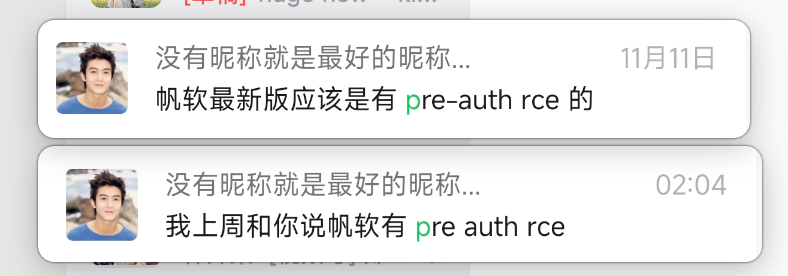 没有昵称就是最好的昵称...
11月11日
帆软最新版应该是有 pre-auth rce 的
没有昵称就是最好的昵称...
02:04
我上周和你说帆软有 pre auth rce